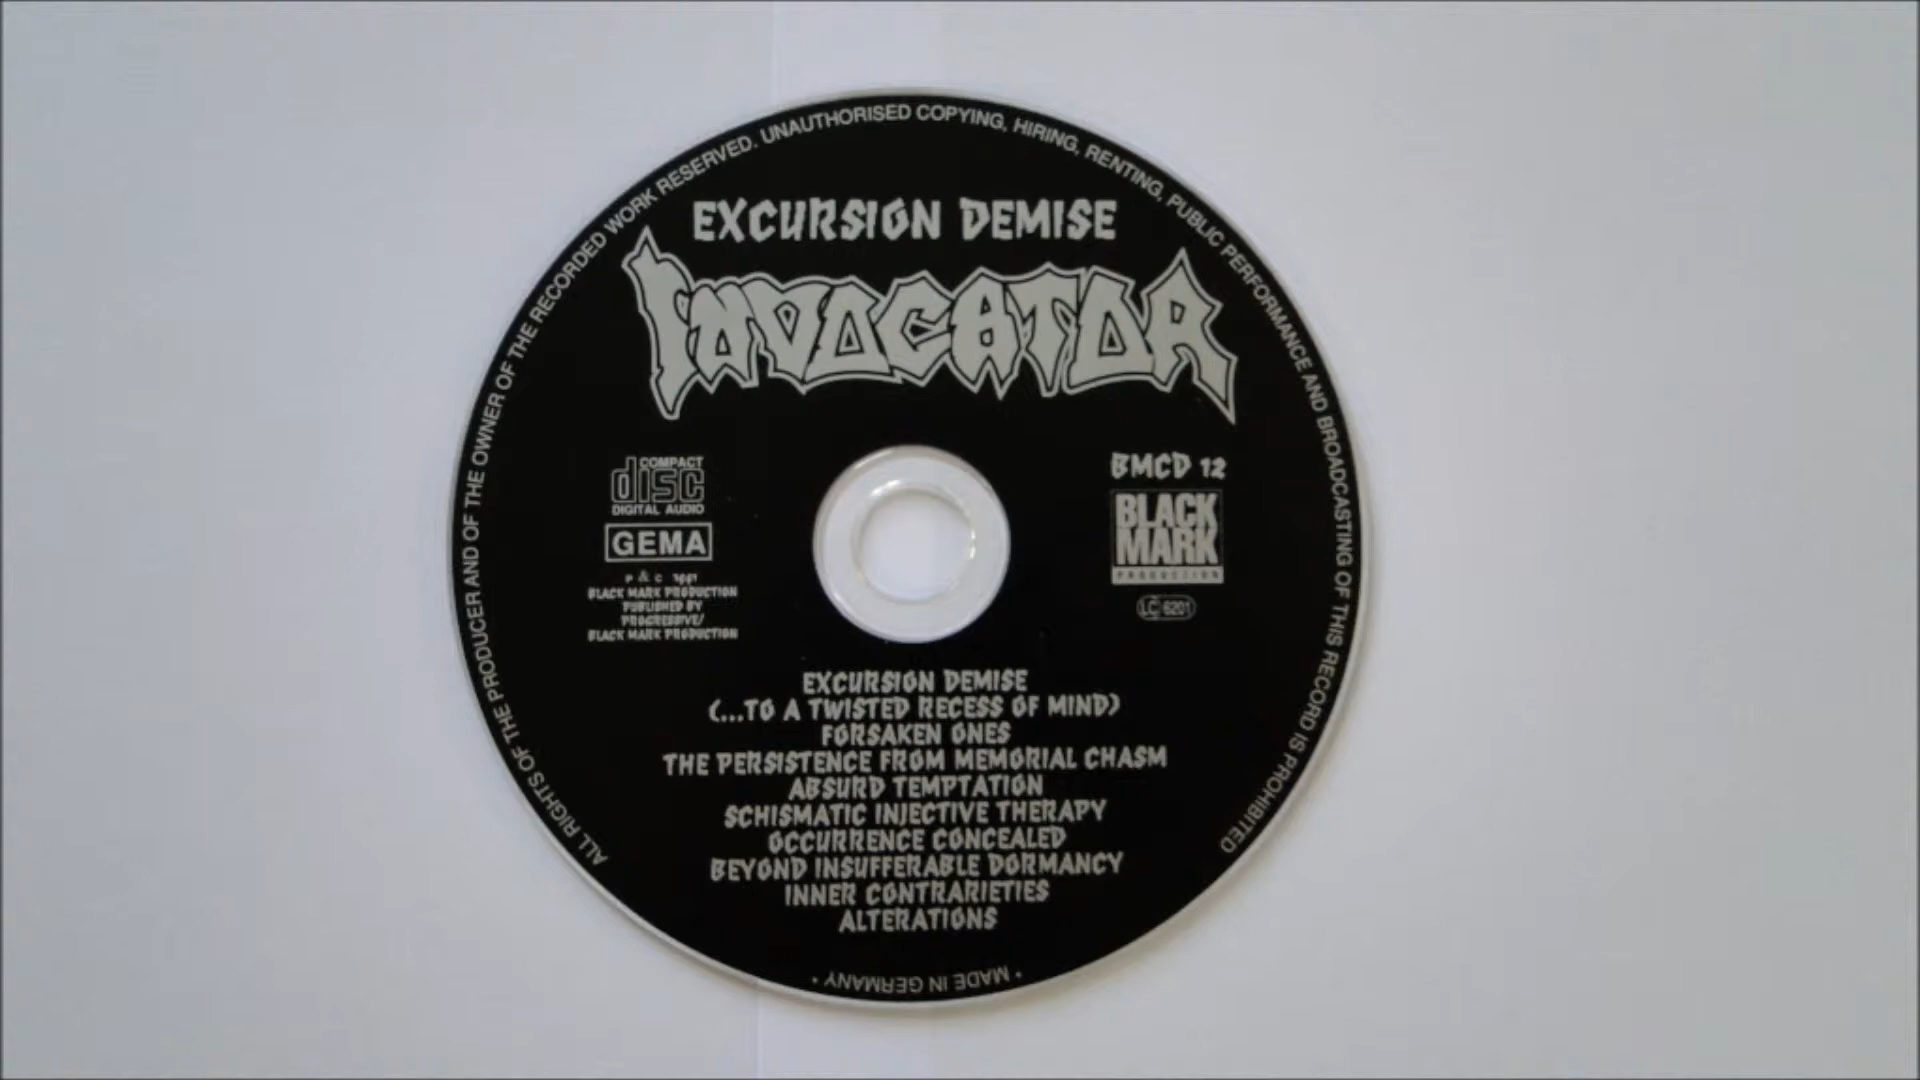 ALL RIGHTS OF THE PRODUCER AND OF THE OWNER OF THE RECORDED WORK RESERVED. UNAUTHORISED COPYING, HIRING, RENTING, PUBLIC PERFORMANCE AND BROADCASTING OF THIS RECORD IS PROHIBITED
EXCURSION DEMISE
INVOCATOR
COMPACT
disc
DIGITAL AUDIO
GEMA
P & C 1991
BLACK MARK PRODUCTION
PUBLISHED BY
PROGRESSIVE/
BLACK MARK PRODUCTION
BMCD 12
BLACK
MARK
PRODUCTION
LC 6201
EXCURSION DEMISE
(...TO A TWISTED RECESS OF MIND)
FORSAKEN ONES
THE PERSISTENCE FROM MEMORIAL CHASM
ABSURD TEMPTATION
SCHISMATIC INJECTIVE THERAPY
OCCURRENCE CONCEALED
BEYOND INSUFFERABLE DORMANCY
INNER CONTRARIETIES
ALTERATIONS
• MADE IN GERMANY •